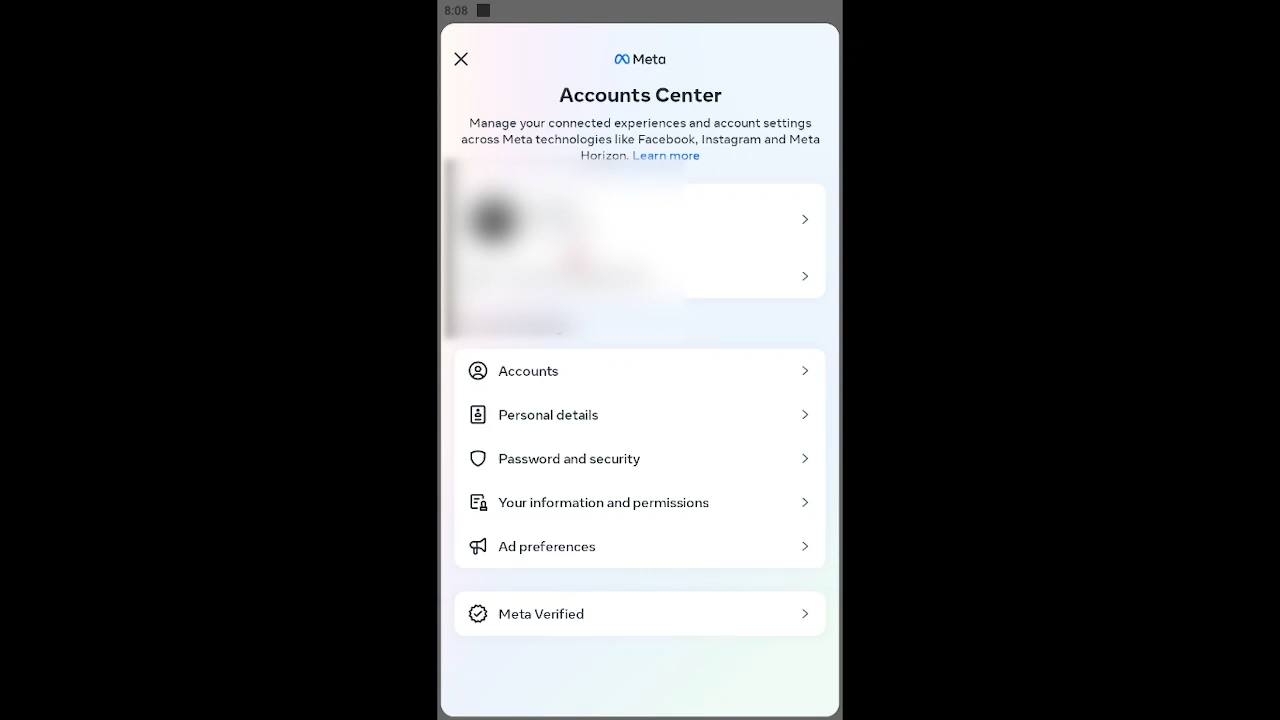 8:08
Meta
Accounts Center
Manage your connected experiences and account settings
across Meta technologies like Facebook, Instagram and Meta
Horizon. Learn more
Accounts
Personal details
Password and security
Your information and permissions
Ad preferences
Meta Verified